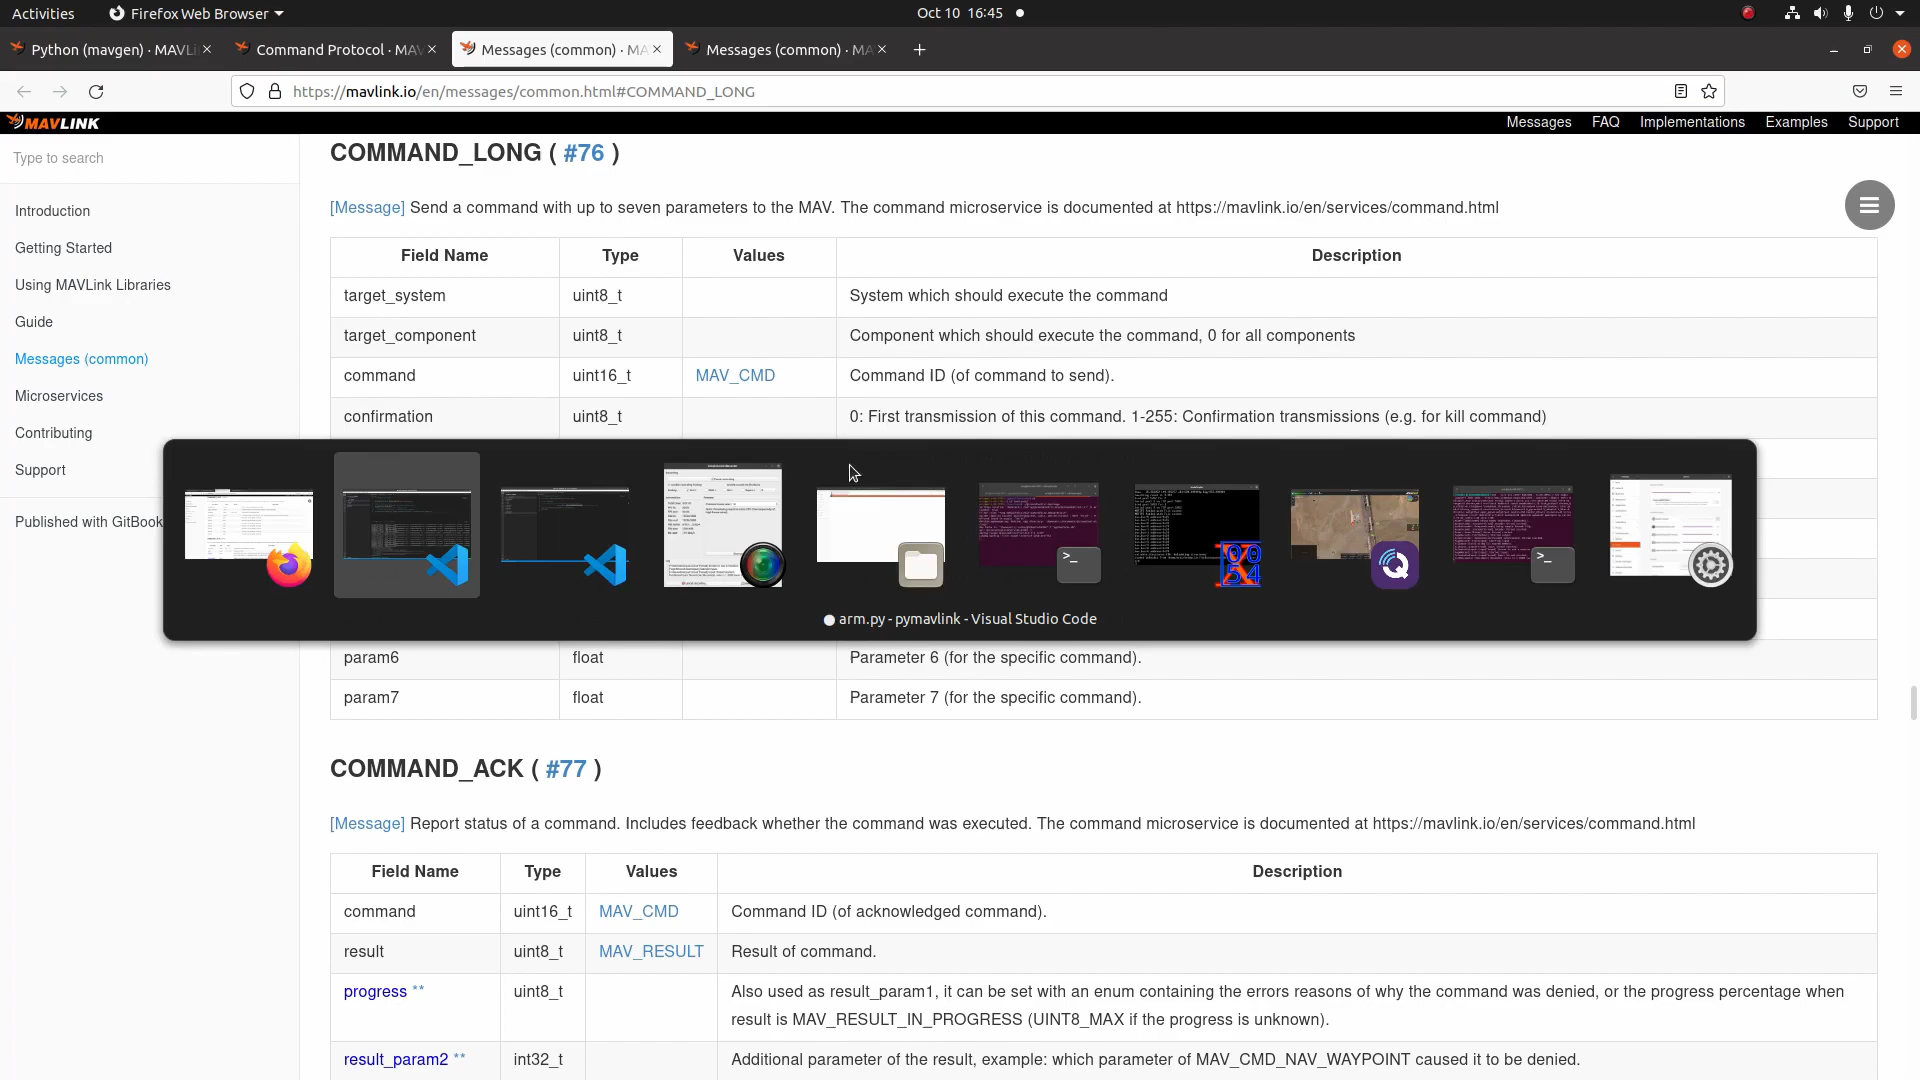 Activities
Firefox Web Browser
Oct 10 16:45
Python (mavgen) · MAVLi
Command Protocol · MAV
Messages (common) · MA
Messages (common) · MA
https://mavlink.io/en/messages/common.html#COMMAND_LONG
MAVLINK
Messages FAQ Implementations Examples Support
Type to search
Introduction
Getting Started
Using MAVLink Libraries
Guide
Messages (common)
Microservices
Contributing
Support
Published with GitBook
COMMAND_LONG ( #76 )
[Message] Send a command with up to seven parameters to the MAV. The command microservice is documented at https://mavlink.io/en/services/command.html
Field Name Type Values Description
target_system uint8_t System which should execute the command
target_component uint8_t Component which should execute the command, 0 for all components
command uint16_t MAV_CMD Command ID (of command to send).
confirmation uint8_t 0: First transmission of this command. 1-255: Confirmation transmissions (e.g. for kill command)
arm.py - pymavlink - Visual Studio Code
param6 float Parameter 6 (for the specific command).
param7 float Parameter 7 (for the specific command).
COMMAND_ACK ( #77 )
[Message] Report status of a command. Includes feedback whether the command was executed. The command microservice is documented at https://mavlink.io/en/services/command.html
Field Name Type Values Description
command uint16_t MAV_CMD Command ID (of acknowledged command).
result uint8_t MAV_RESULT Result of command.
progress ** uint8_t Also used as result_param1, it can be set with an enum containing the errors reasons of why the command was denied, or the progress percentage when
result is MAV_RESULT_IN_PROGRESS (UINT8_MAX if the progress is unknown).
result_param2 ** int32_t Additional parameter of the result, example: which parameter of MAV_CMD_NAV_WAYPOINT caused it to be denied.